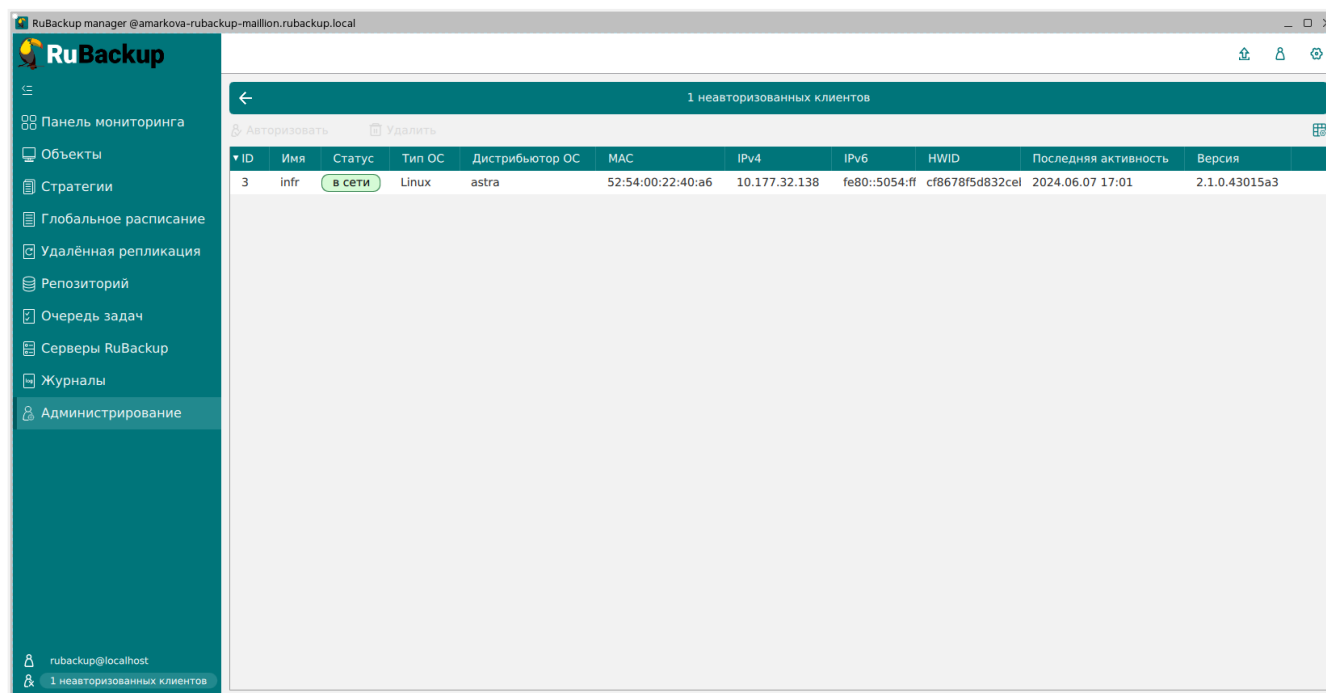 RuBackup manager @amarkova-rubackup-maillion.rubackup.local
RuBackup
1 неавторизованных клиентов
Авторизовать Удалить
ID Имя Статус Тип ОС Дистрибьютор ОС MAC IPv4 IPv6 HWID Последняя активность Версия
3 infr в сети Linux astra 52:54:00:22:40:a6 10.177.32.138 fe80::5054:ff cf8678f5d832cel 2024.06.07 17:01 2.1.0.43015a3
Панель мониторинга
Объекты
Стратегии
Глобальное расписание
Удалённая репликация
Репозиторий
Очередь задач
Серверы RuBackup
Журналы
Администрирование
rubackup@localhost
1 неавторизованных клиентов